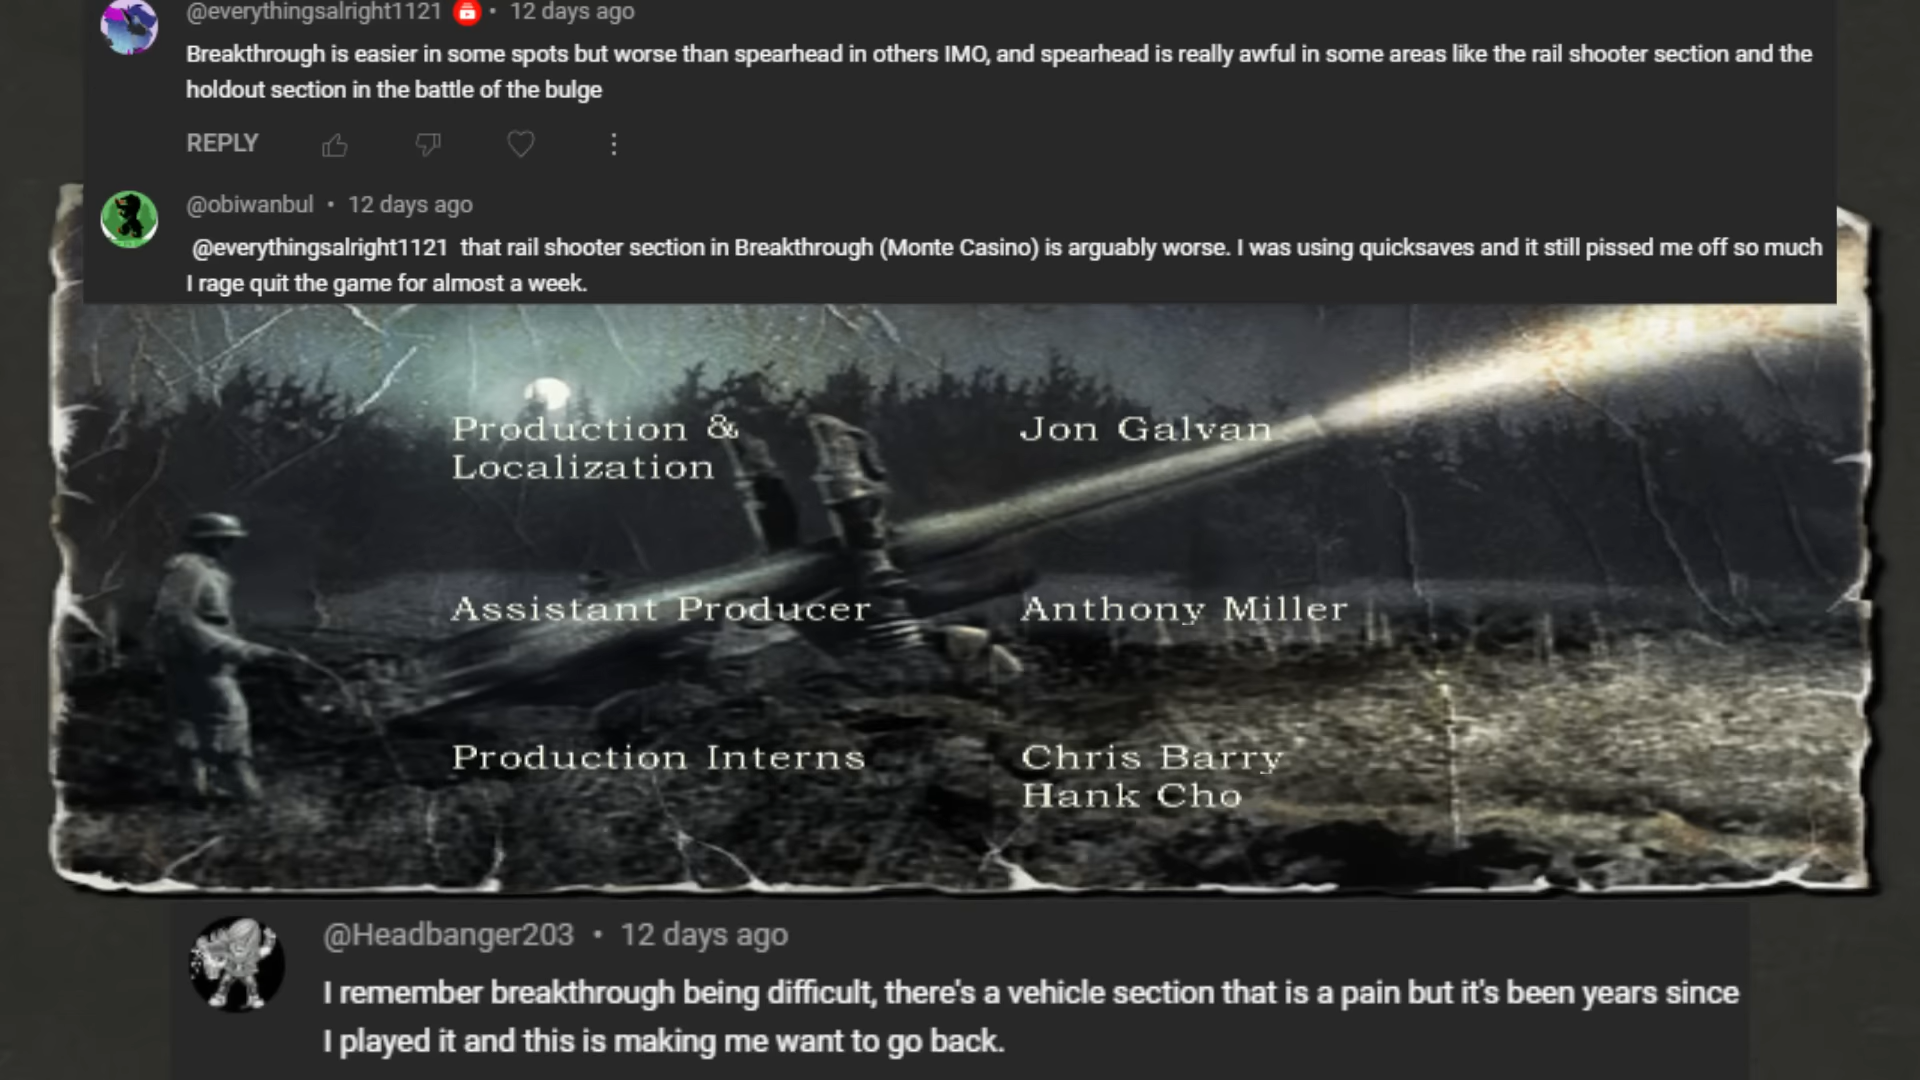 @everythingsalright1121 • 12 days ago
Breakthrough is easier in some spots but worse than spearhead in others IMO, and spearhead is really awful in some areas like the rail shooter section and the
holdout section in the battle of the bulge
REPLY
@obiwanbul • 12 days ago
@everythingsalright1121 that rail shooter section in Breakthrough (Monte Casino) is arguably worse. I was using quicksaves and it still pissed me off so much
I rage quit the game for almost a week.
Production & Jon Galvan
Localization
Assistant Producer Anthony Miller
Production Interns Chris Barry
Hank Cho
@Headbanger203 • 12 days ago
I remember breakthrough being difficult, there's a vehicle section that is a pain but it's been years since
I played it and this is making me want to go back.